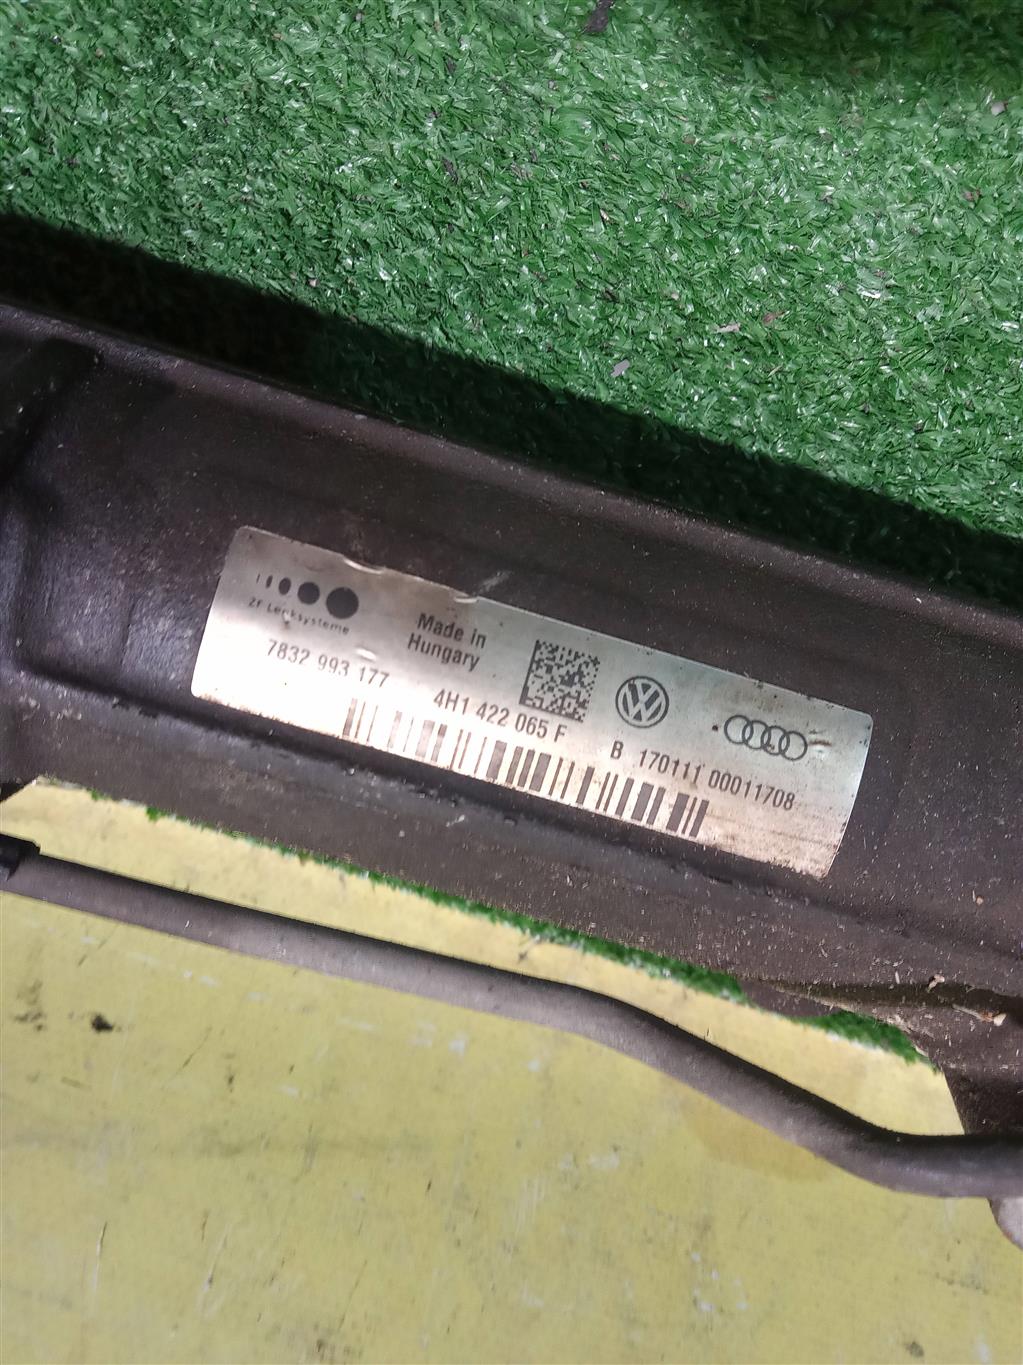 ZF Lenksysteme
Made in
Hungary
7832 993 177
4H1 422 065 F
B 170111 00011708